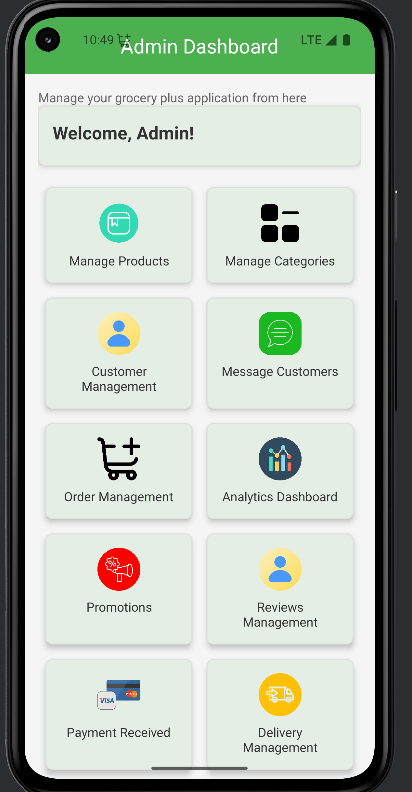 10:49
LTE
Admin Dashboard
Manage your grocery plus application from here
Welcome, Admin!
Manage Products
Manage Categories
Customer
Management
Message Customers
Order Management
Analytics Dashboard
%
Promotions
Reviews
Management
VISA
Payment Received
Delivery
Management